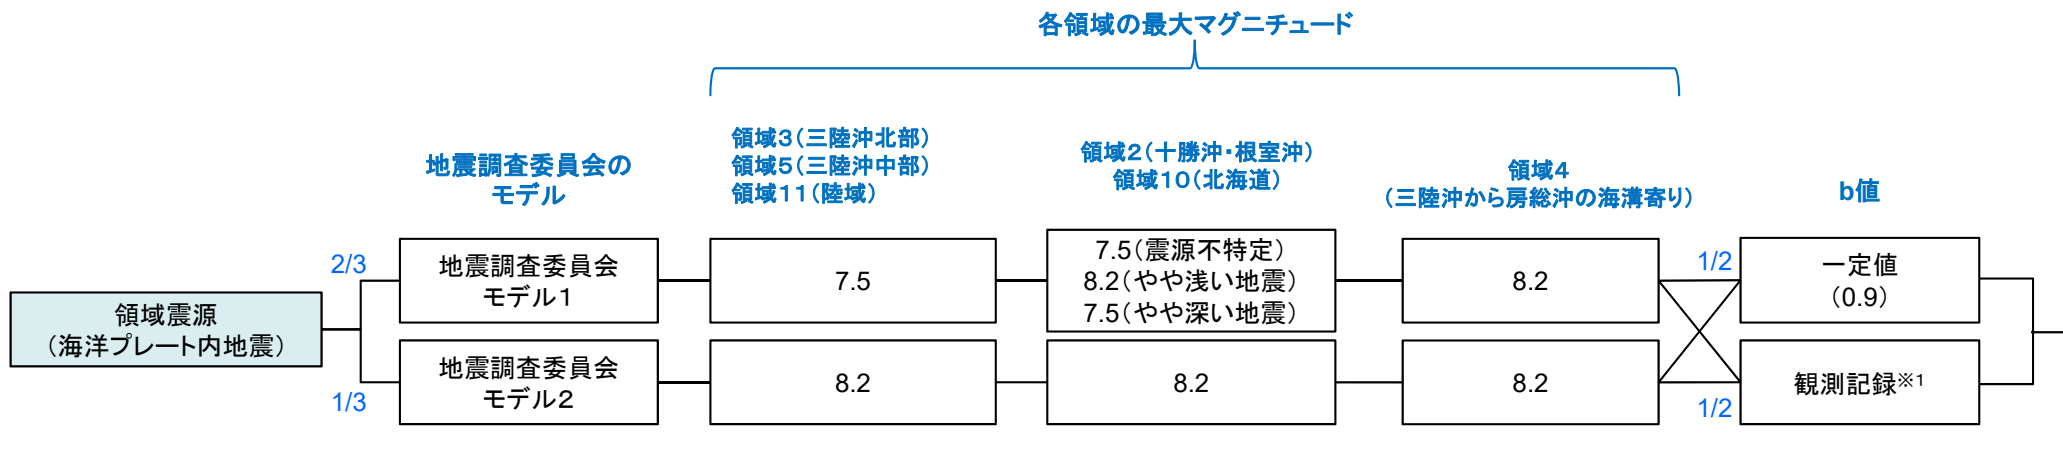 各領域の最大マグニチュード
地震調査委員会の
モデル
領域3(三陸沖北部)
領域5(三陸沖中部)
領域11(陸域)
領域2(十勝沖・根室沖)
領域10(北海道)
領域4
(三陸沖から房総沖の海溝寄り)
b値
領域震源
(海洋プレート内地震)
2/3
地震調査委員会
モデル1
7.5
7.5(震源不特定)
8.2(やや浅い地震)
7.5(やや深い地震)
8.2
1/2
一定値
(0.9)
1/3
地震調査委員会
モデル2
8.2
8.2
8.2
1/2
観測記録※1